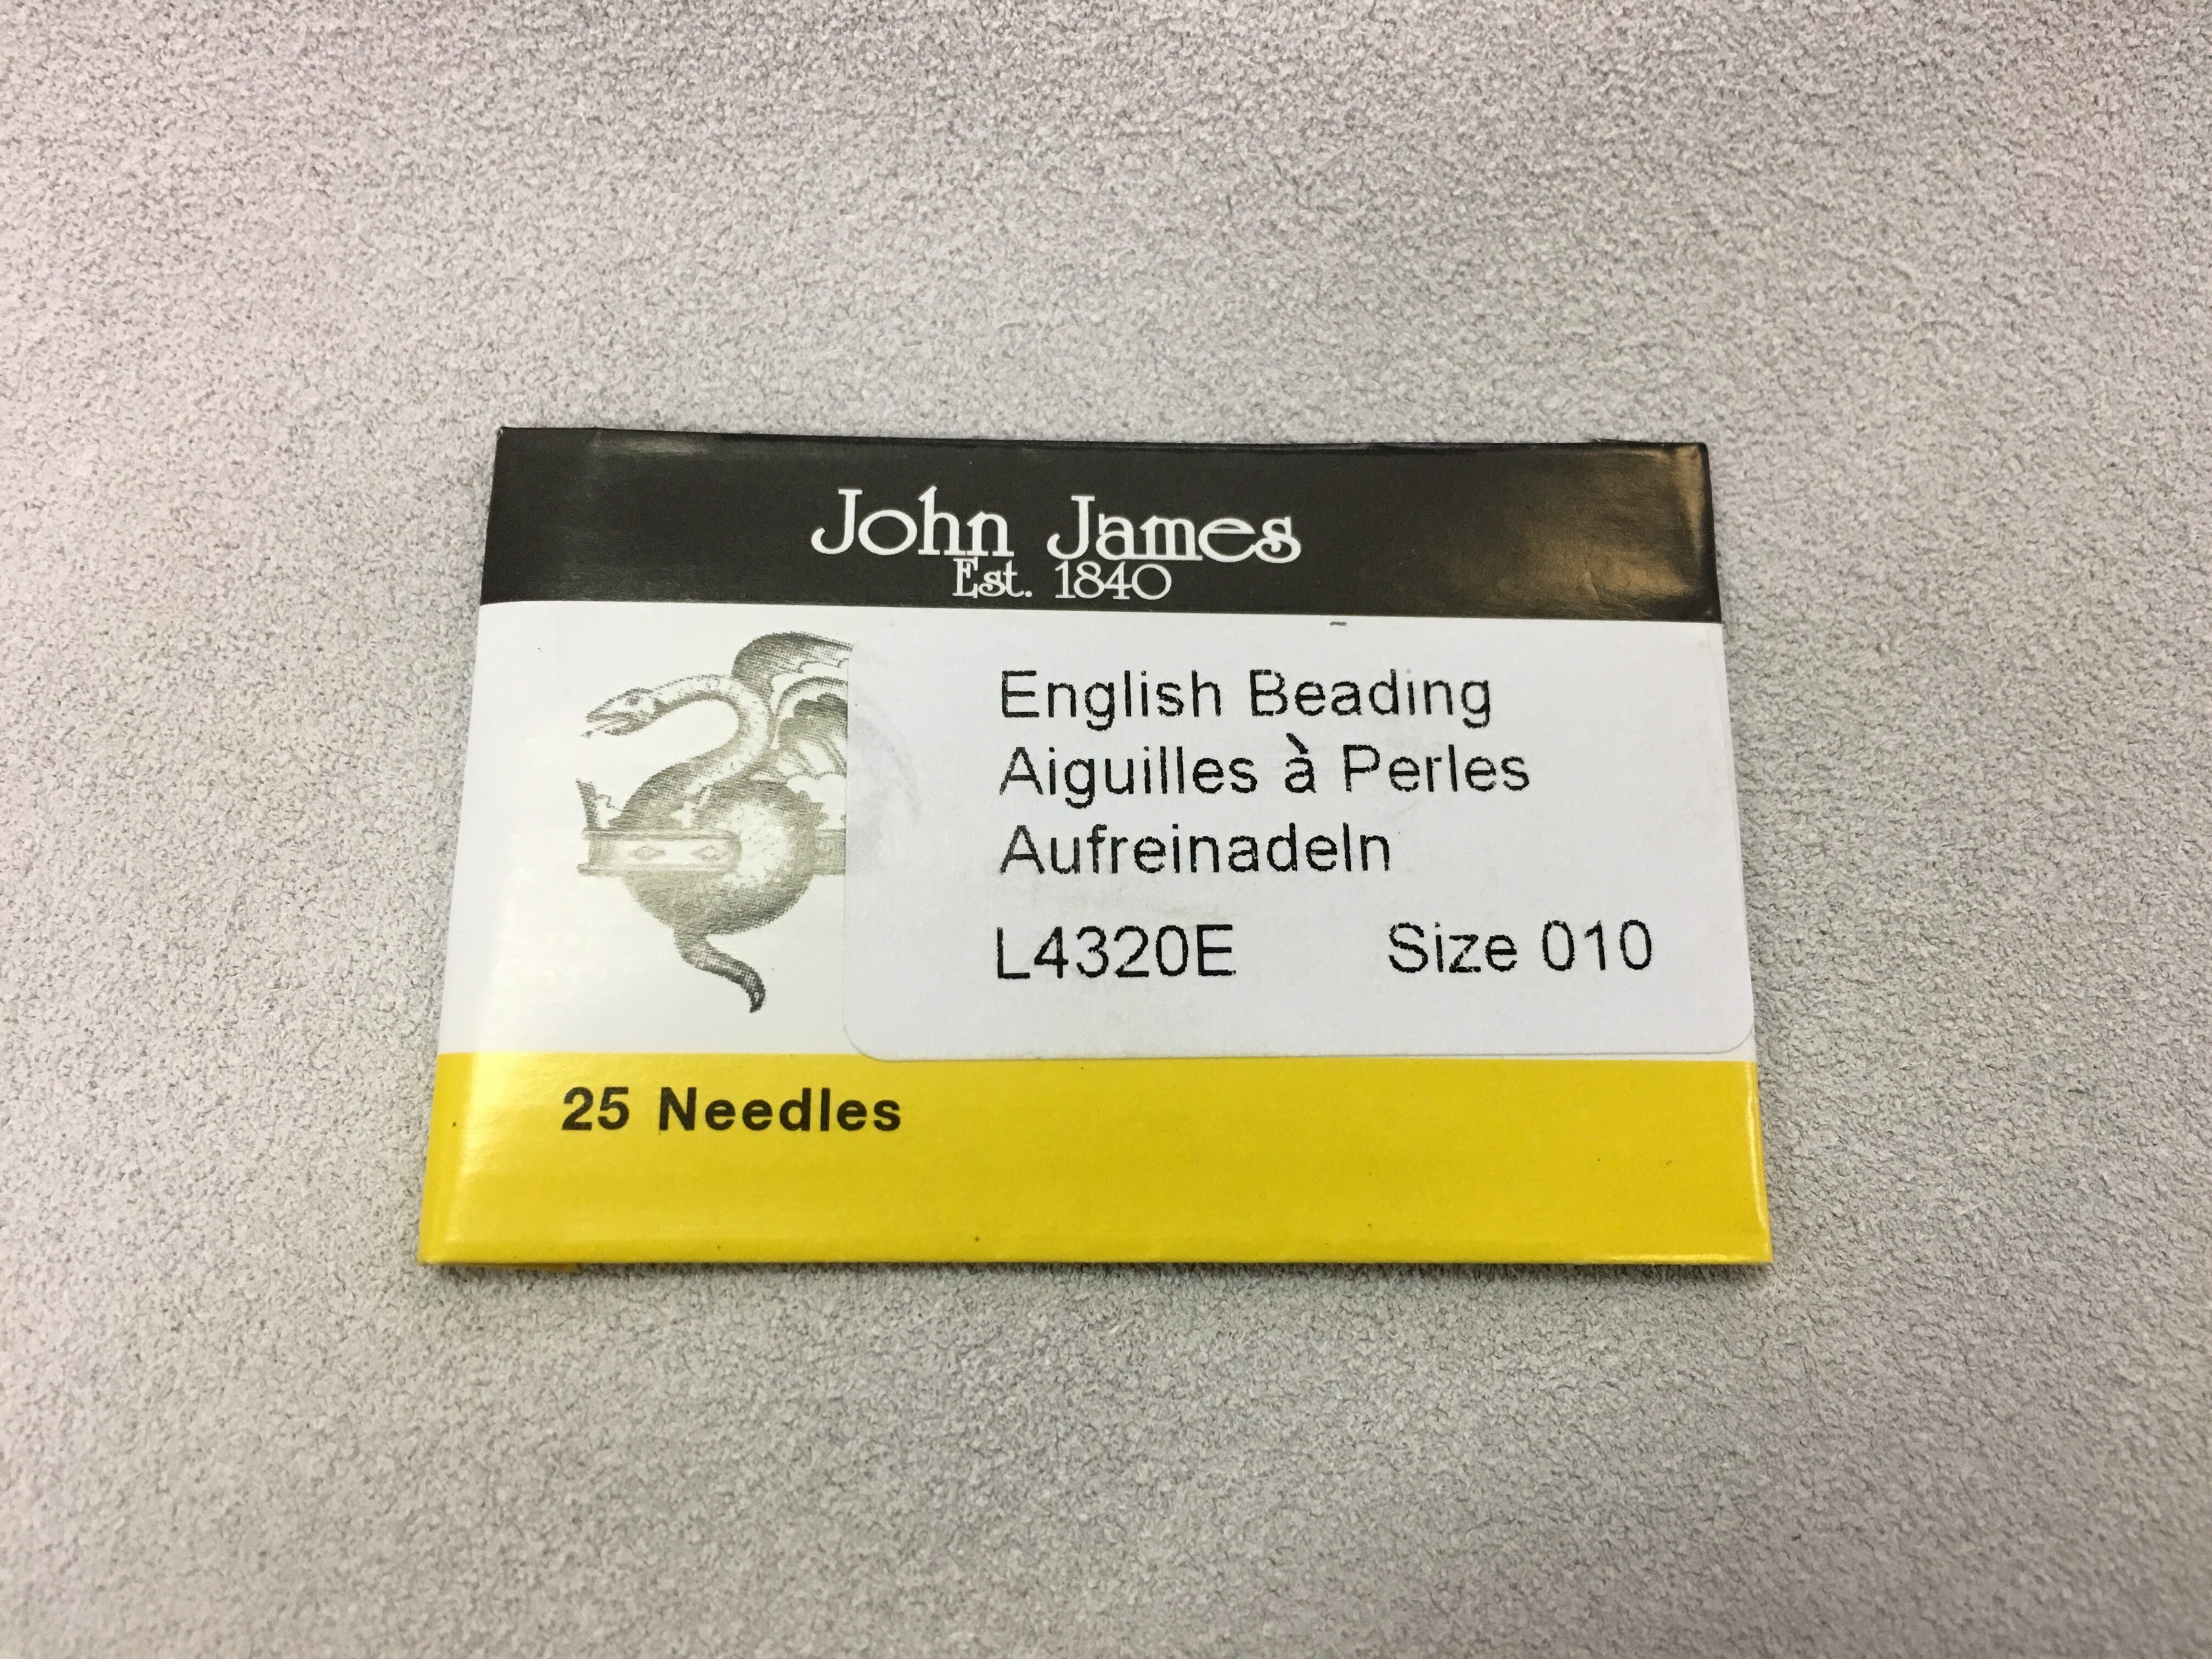 John James
Est. 1840
English Beading
Aiguilles à Perles
Aufreinadeln
L4320E Size 010
25 Needles